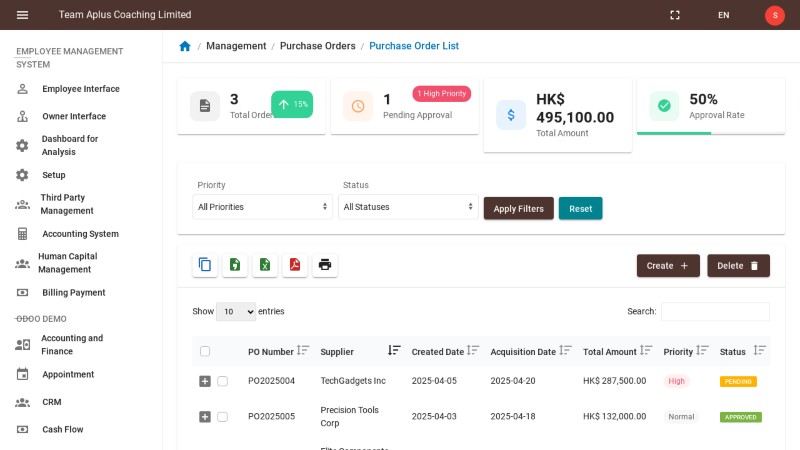 Team Aplus Coaching Limited
EN
S
EMPLOYEE MANAGEMENT
SYSTEM
Employee Interface
Owner Interface
Dashboard for
Analysis
Setup
Third Party
Management
Accounting System
Human Capital
Management
Billing Payment
ODOO DEMO
Accounting and
Finance
Appointment
CRM
Cash Flow
/ Management / Purchase Orders / Purchase Order List
3
Total Orders
15%
1
Pending Approval
1 High Priority
HK$
495,100.00
Total Amount
50%
Approval Rate
Priority
All Priorities
Status
All Statuses
Apply Filters
Reset
Create
Delete
Show 10 entries
Search:
PO Number Supplier Created Date Acquisition Date Total Amount Priority Status
PO2025004 TechGadgets Inc 2025-04-05 2025-04-20 HK$ 287,500.00 High PENDING
PO2025005 Precision Tools Corp 2025-04-03 2025-04-18 HK$ 132,000.00 Normal APPROVED
Elite Components